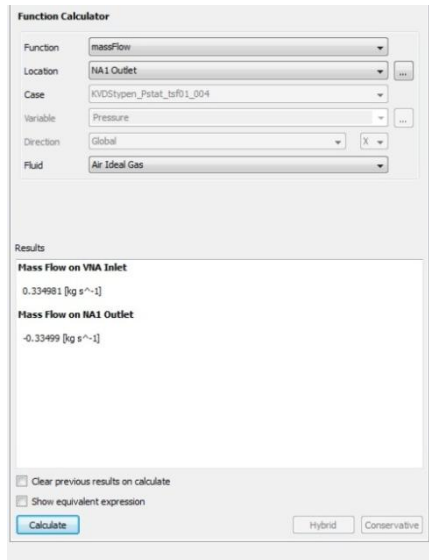 Function Calculator
Function massFlow
Location NA1 Outlet ...
Case KVDStypen_Pstat_tsf01_004
Variable Pressure ...
Direction Global X
Fluid Air Ideal Gas
Results
Mass Flow on VNA Inlet
0.334981 [kg s^-1]
Mass Flow on NA1 Outlet
-0.33499 [kg s^-1]
Clear previous results on calculate
Show equivalent expression
Calculate Hybrid Conservative